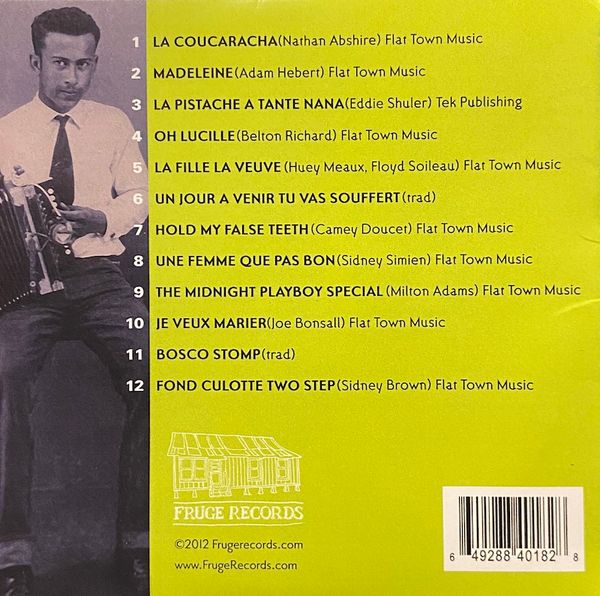 1 LA COUCARACHA(Nathan Abshire) Flat Town Music
2 MADELEINE(Adam Hebert) Flat Town Music
3 LA PISTACHE A TANTE NANA(Eddie Shuler) Tek Publishing
4 OH LUCILLE(Belton Richard) Flat Town Music
5 LA FILLE LA VEUVE (Huey Meaux, Floyd Soileau) Flat Town Music
6 UN JOUR A VENIR TU VAS SOUFFERT(trad)
7 HOLD MY FALSE TEETH(Camey Doucet) Flat Town Music
8 UNE FEMME QUE PAS BON(Sidney Simien) Flat Town Music
9 THE MIDNIGHT PLAYBOY SPECIAL (Milton Adams) Flat Town Music
10 JE VEUX MARIER(Joe Bonsall) Flat Town Music
11 BOSCO STOMP(trad)
12 FOND CULOTTE TWO STEP(Sidney Brown) Flat Town Music
FRUGE RECORDS
©2012 Frugerecords.com
www.FrugeRecords.com
6 49288 40182 8